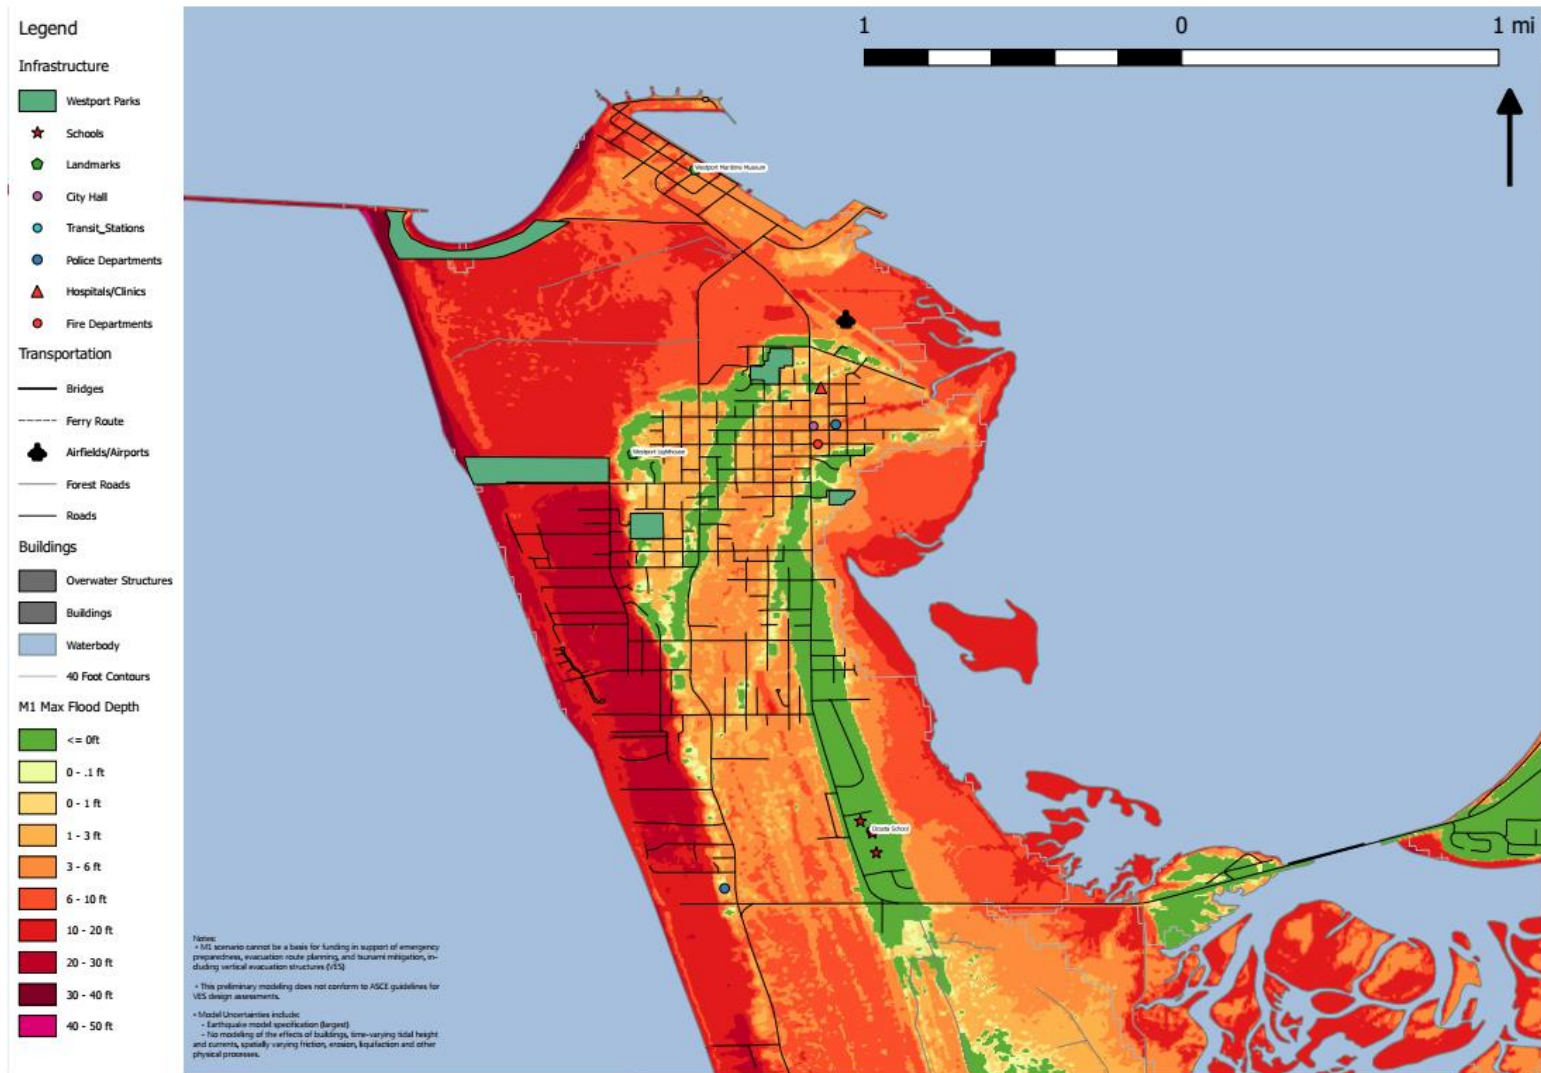 Legend
Infrastructure
Westport Parks
Schools
Landmarks
City Hall
Transit_Stations
Police Departments
Hospitals/Clinics
Fire Departments
Transportation
Bridges
Ferry Route
Airfields/Airports
Forest Roads
Roads
Buildings
Overwater Structures
Buildings
Waterbody
40 Foot Contours
M1 Max Flood Depth
<= 0ft
0 - .1 ft
0 - 1 ft
1 - 3 ft
3 - 6 ft
6 - 10 ft
10 - 20 ft
20 - 30 ft
30 - 40 ft
40 - 50 ft
1 0 1 mi
Westport Maritime Museum
Westport Lighthouse
Ocosta School
Notes:
• M1 scenario cannot be a basis for funding in support of emergency
preparedness, evacuation route planning, and tsunami mitigation, in-
cluding vertical evacuation structures (VES)
• This preliminary modeling does not conform to ASCE guidelines for
VES design assessments.
• Model Uncertainties include:
- Earthquake model specification (largest)
- No modeling of the effects of buildings, time-varying tidal height
and currents, spatially varying friction, erosion, liquifaction and other
physical processes.